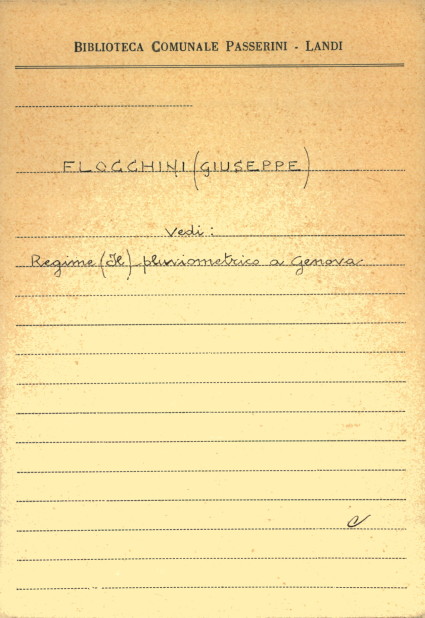 BIBLIOTECA COMUNALE PASSERINI - LANDI
FLOCCHINI (GIUSEPPE)
Vedi:
Regime (Il) pluviometrico a Genova.